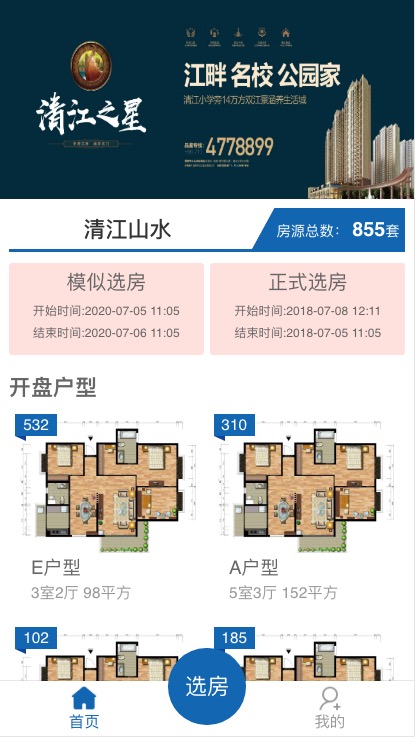 清江之星
江畔 名校 公园家
清江小学旁14万方双江景涵养生活城
4778899
清江山水
房源总数: 855套
模似选房
开始时间:2020-07-05 11:05
结束时间:2020-07-06 11:05
正式选房
开始时间:2018-07-08 12:11
结束时间:2018-07-05 11:05
开盘户型
532
310
E户型
3室2厅 98平方
A户型
5室3厅 152平方
102
185
首页
选房
我的